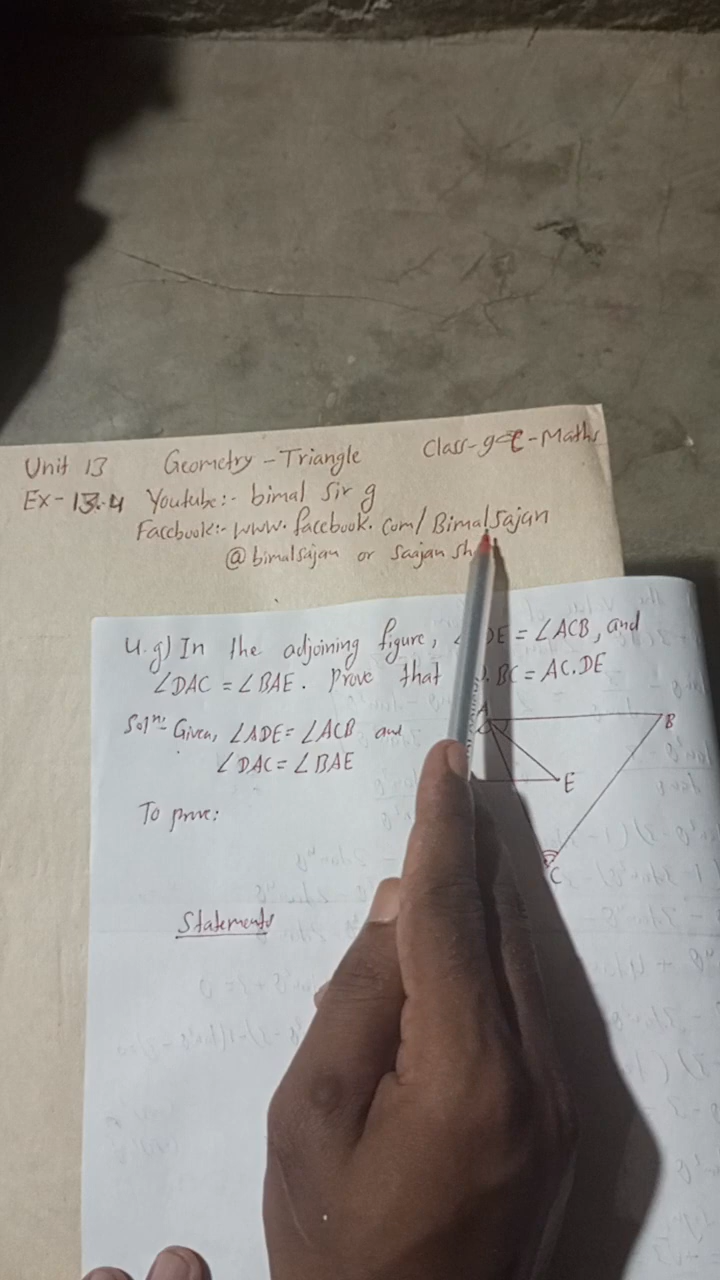 Unit 13 Geometry - Triangle Class-9 - Maths
Ex- 13.4 Youtube:- bimal sir g
Facebook:- www.facebook.com/Bimalsajan
@bimalsajan or Saajan
4.g) In the adjoining figure, = ∠ACB, and
∠DAC = ∠BAE. Prove that .BC = AC.DE
Solⁿ:- Given, ∠ADE = ∠ACB and
∠DAC = ∠BAE
To prove:
Statements
A
B
E
C